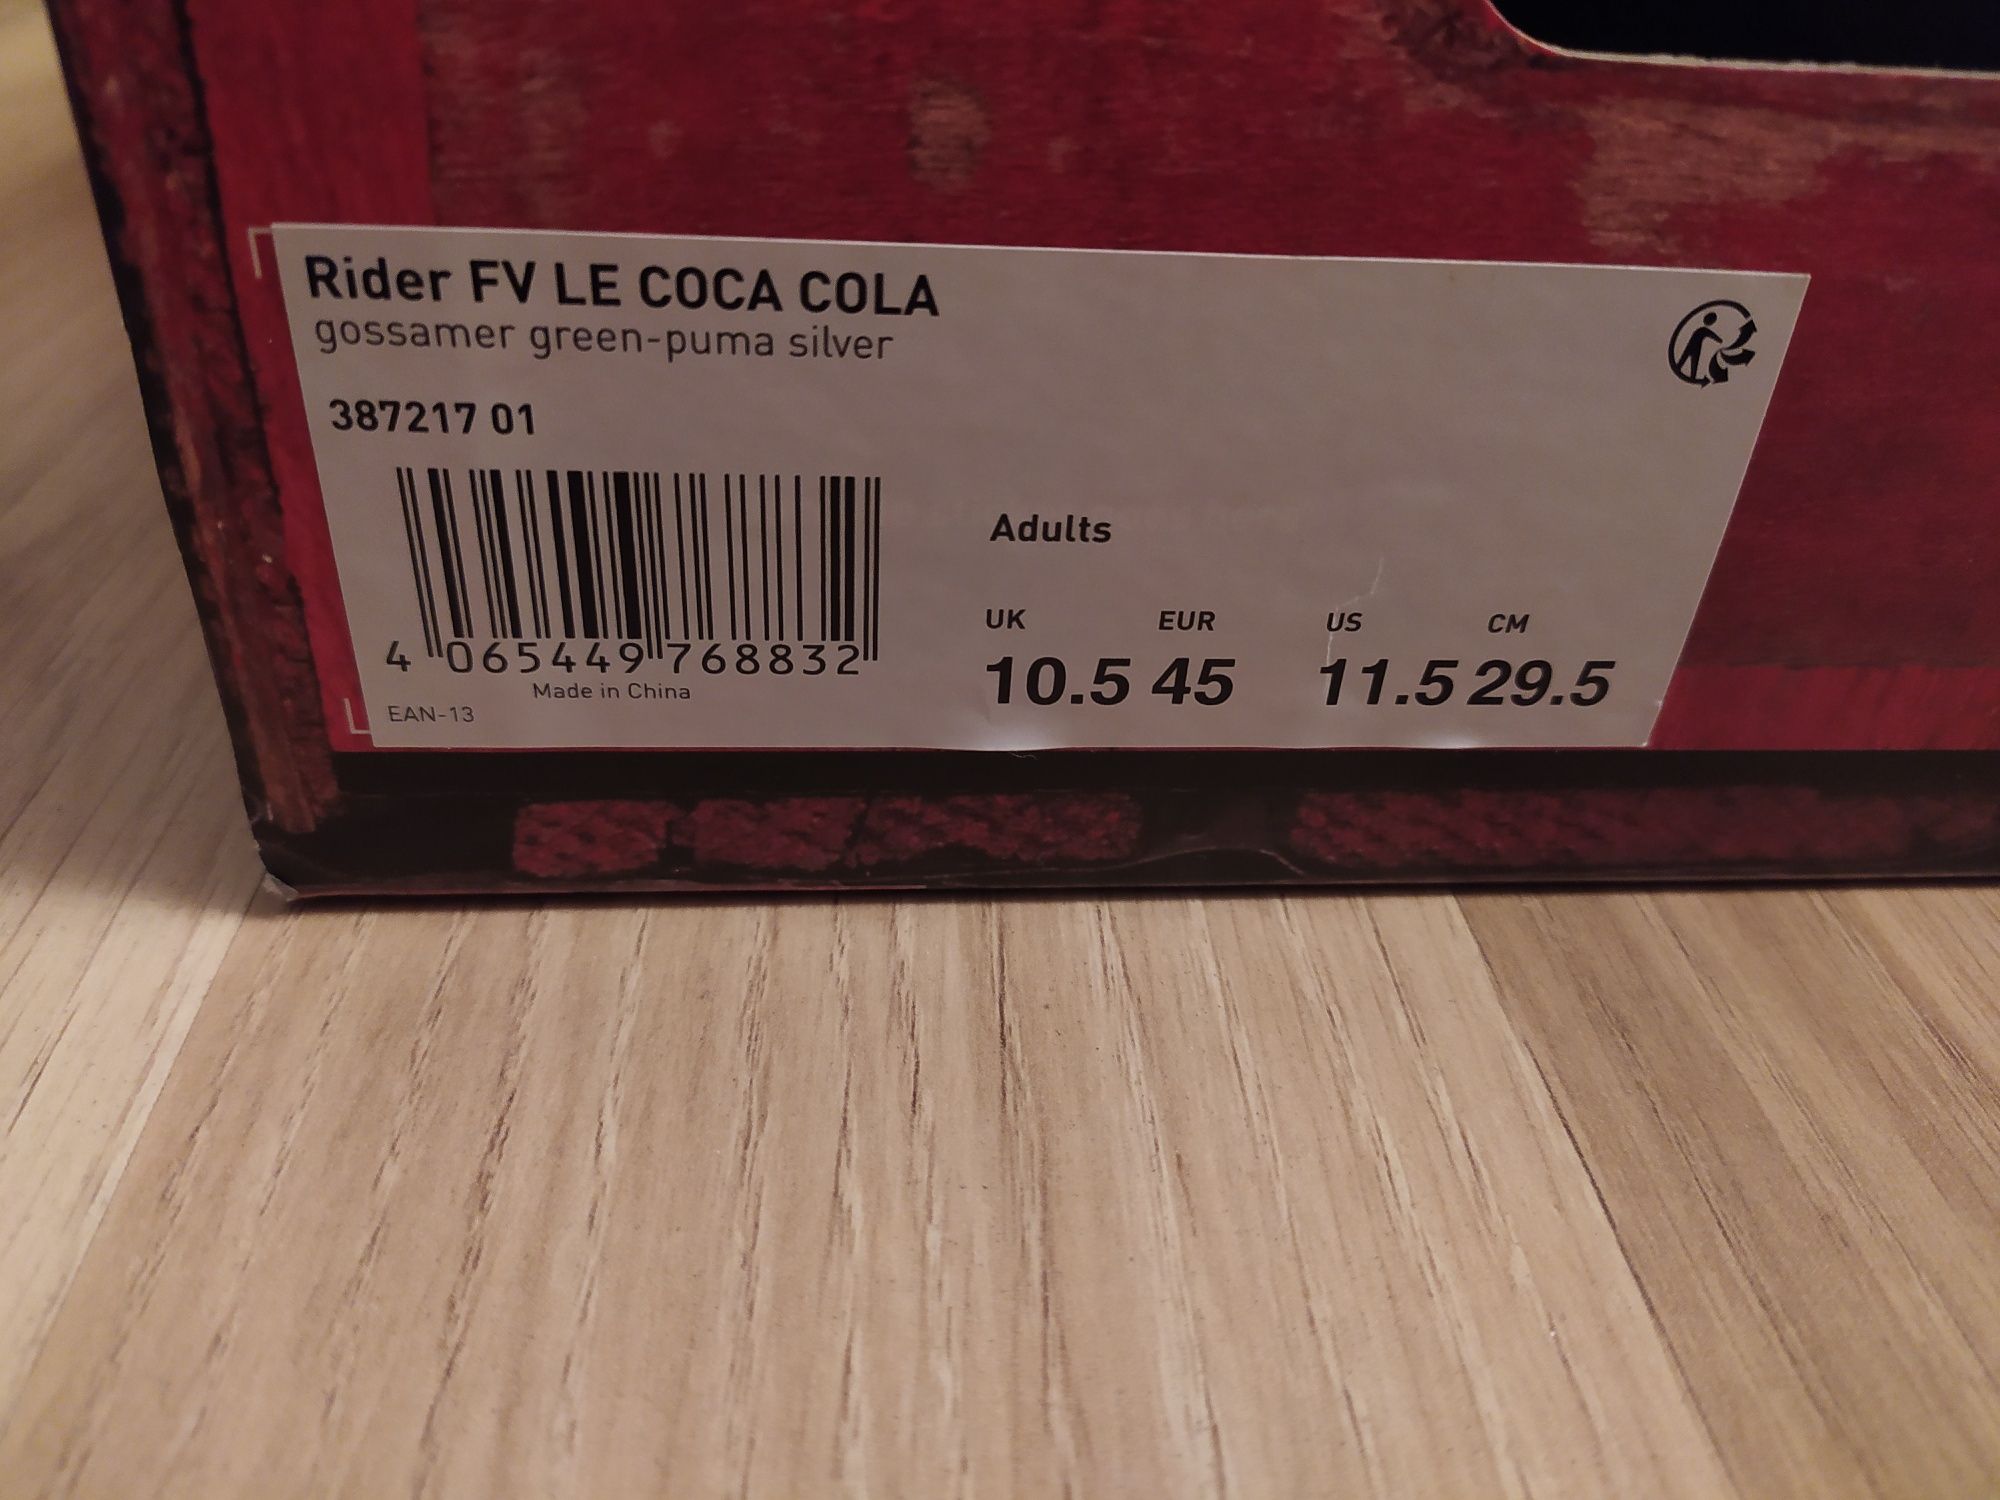 Rider FV LE COCA COLA
gossamer green-puma silver
387217 01
4 065449 768832
Made in China
EAN-13
Adults
UK EUR US CM
10.5 45 11.5 29.5